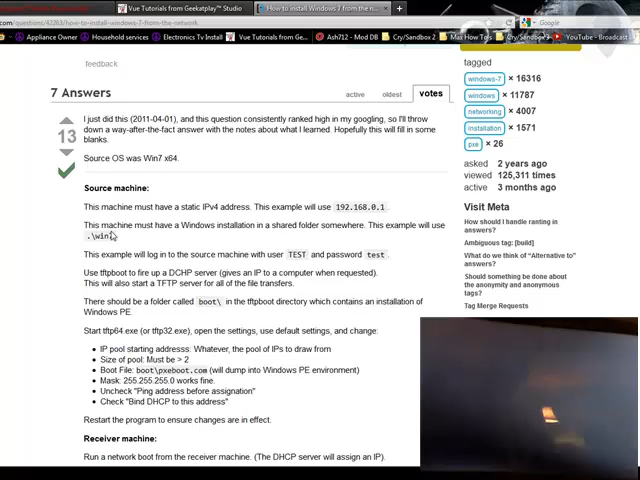 Vue Tutorials from Geekatplay™ Studio
How to install Windows 7 from the n...
.com/questions/42283/how-to-install-windows-7-from-the-network
Google
Appliance Owner
Household services
Electronics Tv Install
Ash712 - Mod DB
Cry/Sandbox 2
Max How To's
Cry/Sandbox 3
YouTube - Broadcast
feedback
7 Answers
active
oldest
votes
13
I just did this (2011-04-01), and this question consistently ranked high in my googling, so I'll throw
down a way-after-the-fact answer with the notes about what I learned. Hopefully this will fill in some
blanks.
Source OS was Win7 x64.
Source machine:
This machine must have a static IPv4 address. This example will use 192.168.0.1.
This machine must have a Windows installation in a shared folder somewhere. This example will use
.\win7
This example will log in to the source machine with user TEST and password test.
Use tftpboot to fire up a DCHP server (gives an IP to a computer when requested).
This will also start a TFTP server for all of the file transfers.
There should be a folder called boot\ in the tftpboot directory which contains an installation of
Windows PE.
Start tftp64.exe (or tftp32.exe), open the settings, use default settings, and change:
• IP pool starting addresss: Whatever, the pool of IPs to draw from
• Size of pool: Must be > 2
• Boot File: boot\pxeboot.com (will dump into Windows PE environment)
• Mask: 255.255.255.0 works fine.
• Uncheck "Ping address before assignation"
• Check "Bind DHCP to this address"
Restart the program to ensure changes are in effect.
Receiver machine:
Run a network boot from the receiver machine. (The DHCP server will assign an IP).
tagged
windows-7 × 16316
windows × 11787
networking × 4007
installation × 1571
pxe × 26
asked 2 years ago
viewed 125,311 times
active 3 months ago
Visit Meta
How should I handle ranting in
answers?
Ambiguous tag: [build]
What do we think of "Alternative to"
answers?
Should something be done about
the anonymity and anonymous
tags?
Merge Requests